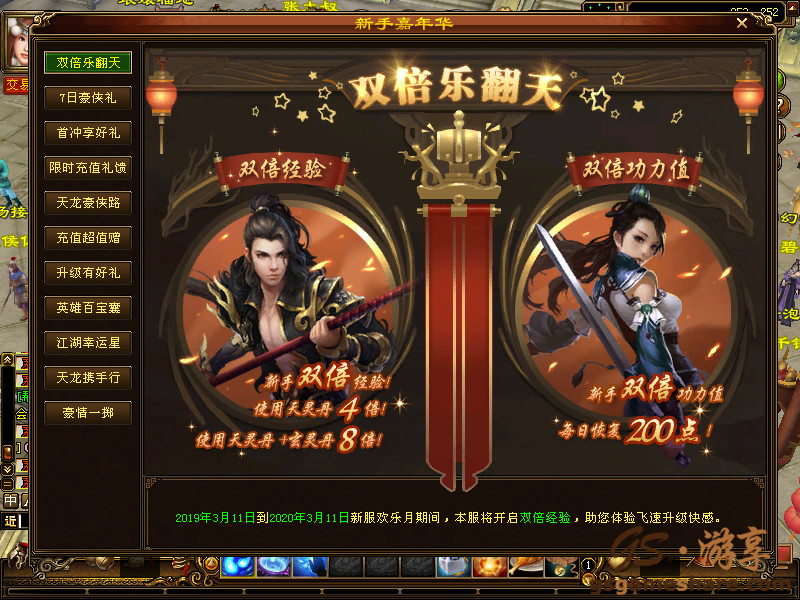 新手嘉年华
双倍乐翻天
7日豪侠礼
首冲享好礼
限时充值礼馈
天龙豪侠路
充值超值赠
升级有好礼
英雄百宝囊
江湖幸运星
天龙携手行
豪情一掷
双倍乐翻天
双倍经验
双倍功力值
新手双倍经验!
使用天灵丹4倍!
使用天灵丹+玄灵丹8倍!
新手双倍功力值
每日恢复200点!
2019年3月11日到2020年3月11日新服欢乐月期间，本服将开启双倍经验，助您体验飞速升级快感。
交易
近
GS·游享